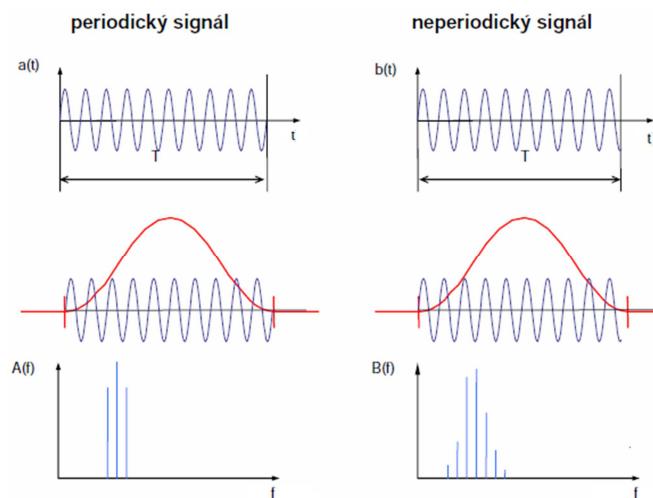 periodický signál
neperiodický signál
a(t)
b(t)
t
t
T
T
A(f)
B(f)
f
f